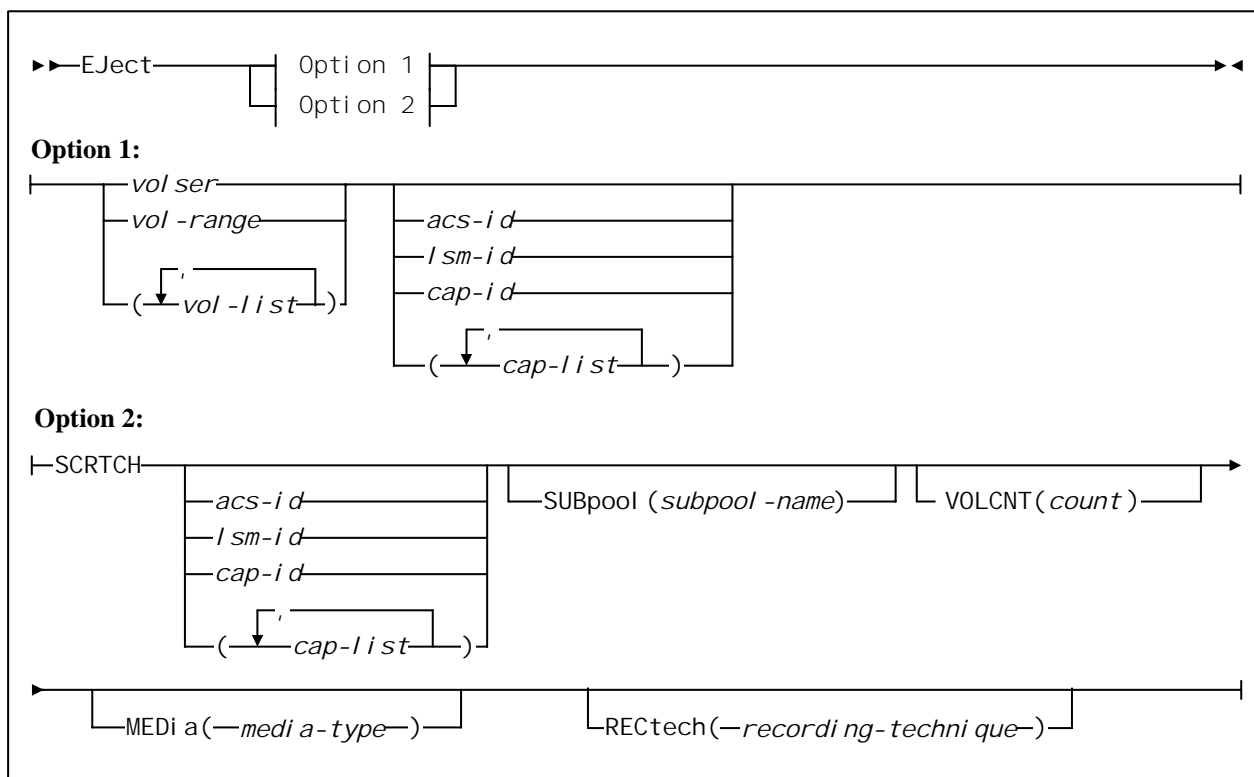 EJect Option 1
Option 2
Option 1:
volser
vol-range
,
(vol-list)
acs-id
lsm-id
cap-id
,
(cap-list)
Option 2:
SCRTCH
acs-id
lsm-id
cap-id
,
(cap-list)
SUBpool(subpool-name)
VOLCNT(count)
MEDia(media-type)
RECtech(recording-technique)